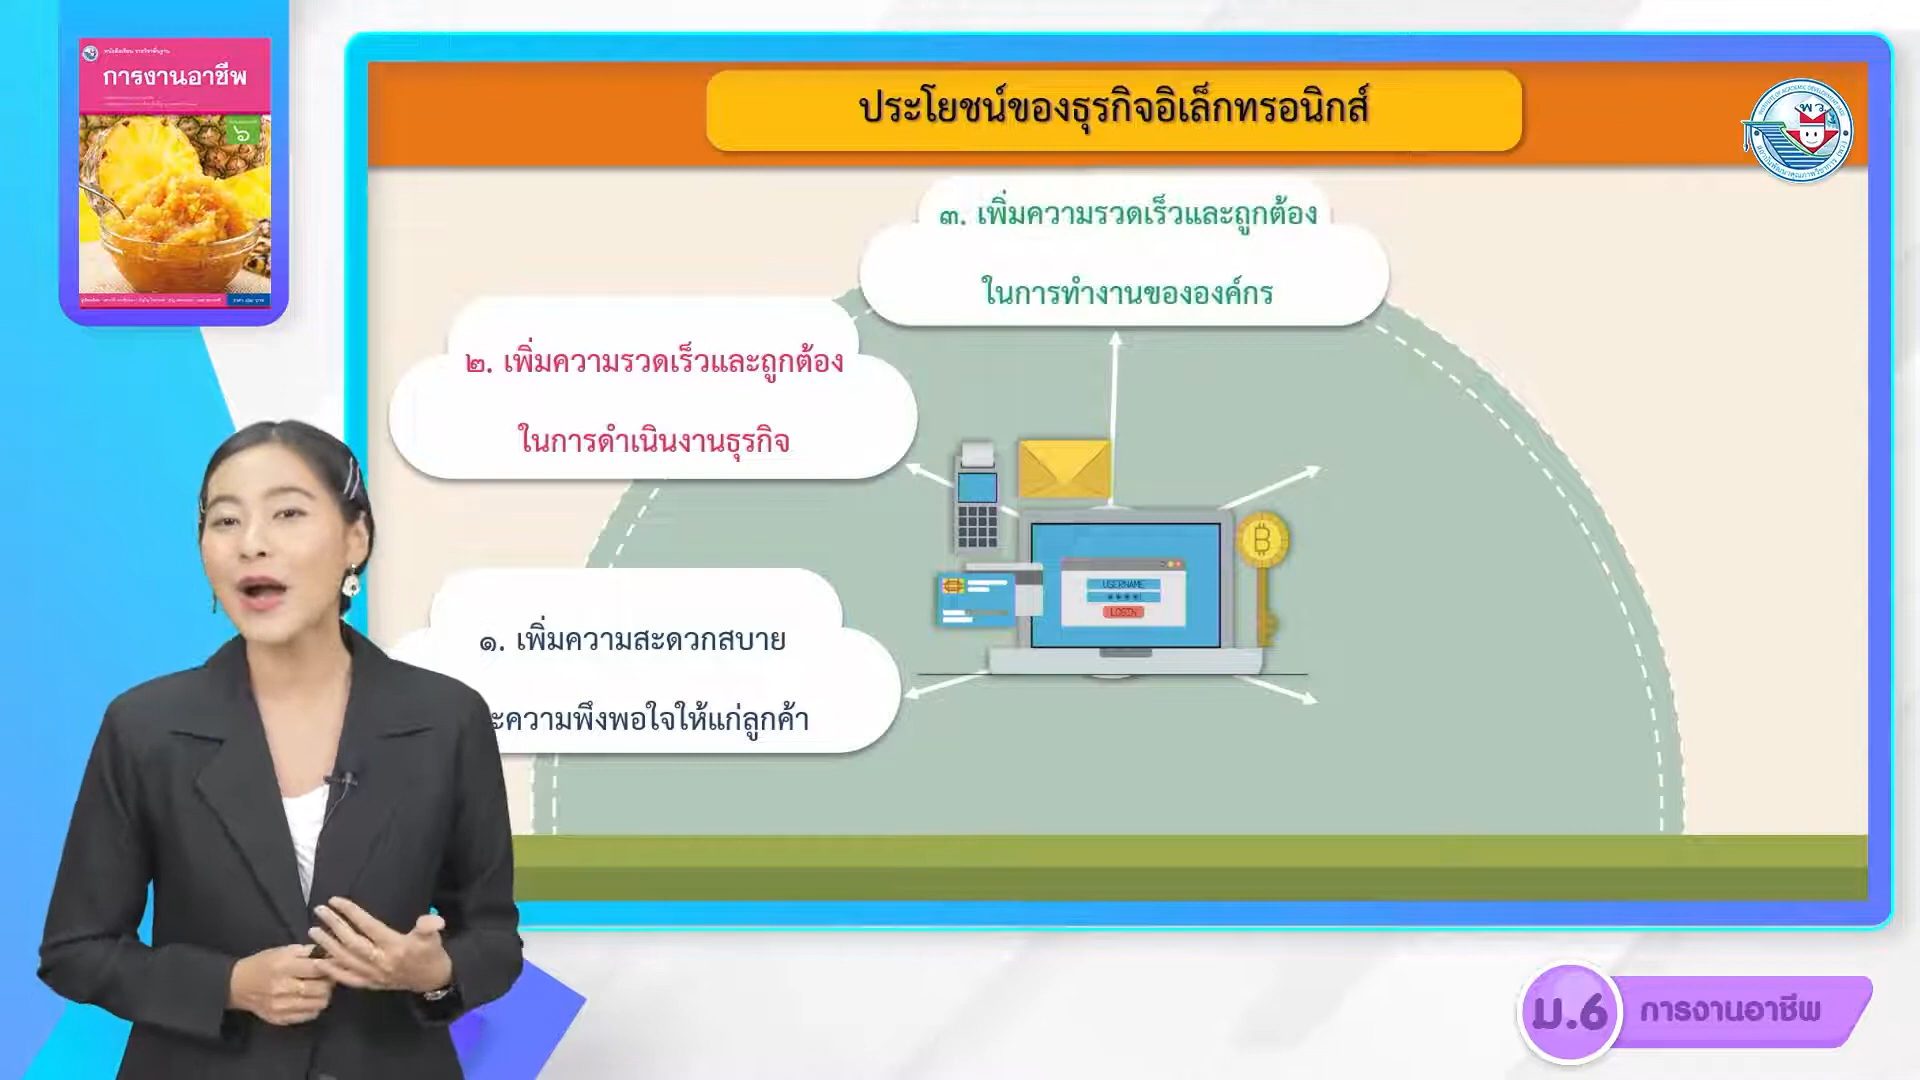 การงานอาชีพ
๖
ประโยชน์ของธุรกิจอิเล็กทรอนิกส์
พว
๓. เพิ่มความรวดเร็วและถูกต้อง
ในการทำงานขององค์กร
๒. เพิ่มความรวดเร็วและถูกต้อง
ในการดำเนินงานธุรกิจ
๑. เพิ่มความสะดวกสบาย
ะความพึงพอใจให้แก่ลูกค้า
USERNAME
LOGIN
B
ม.6 การงานอาชีพ